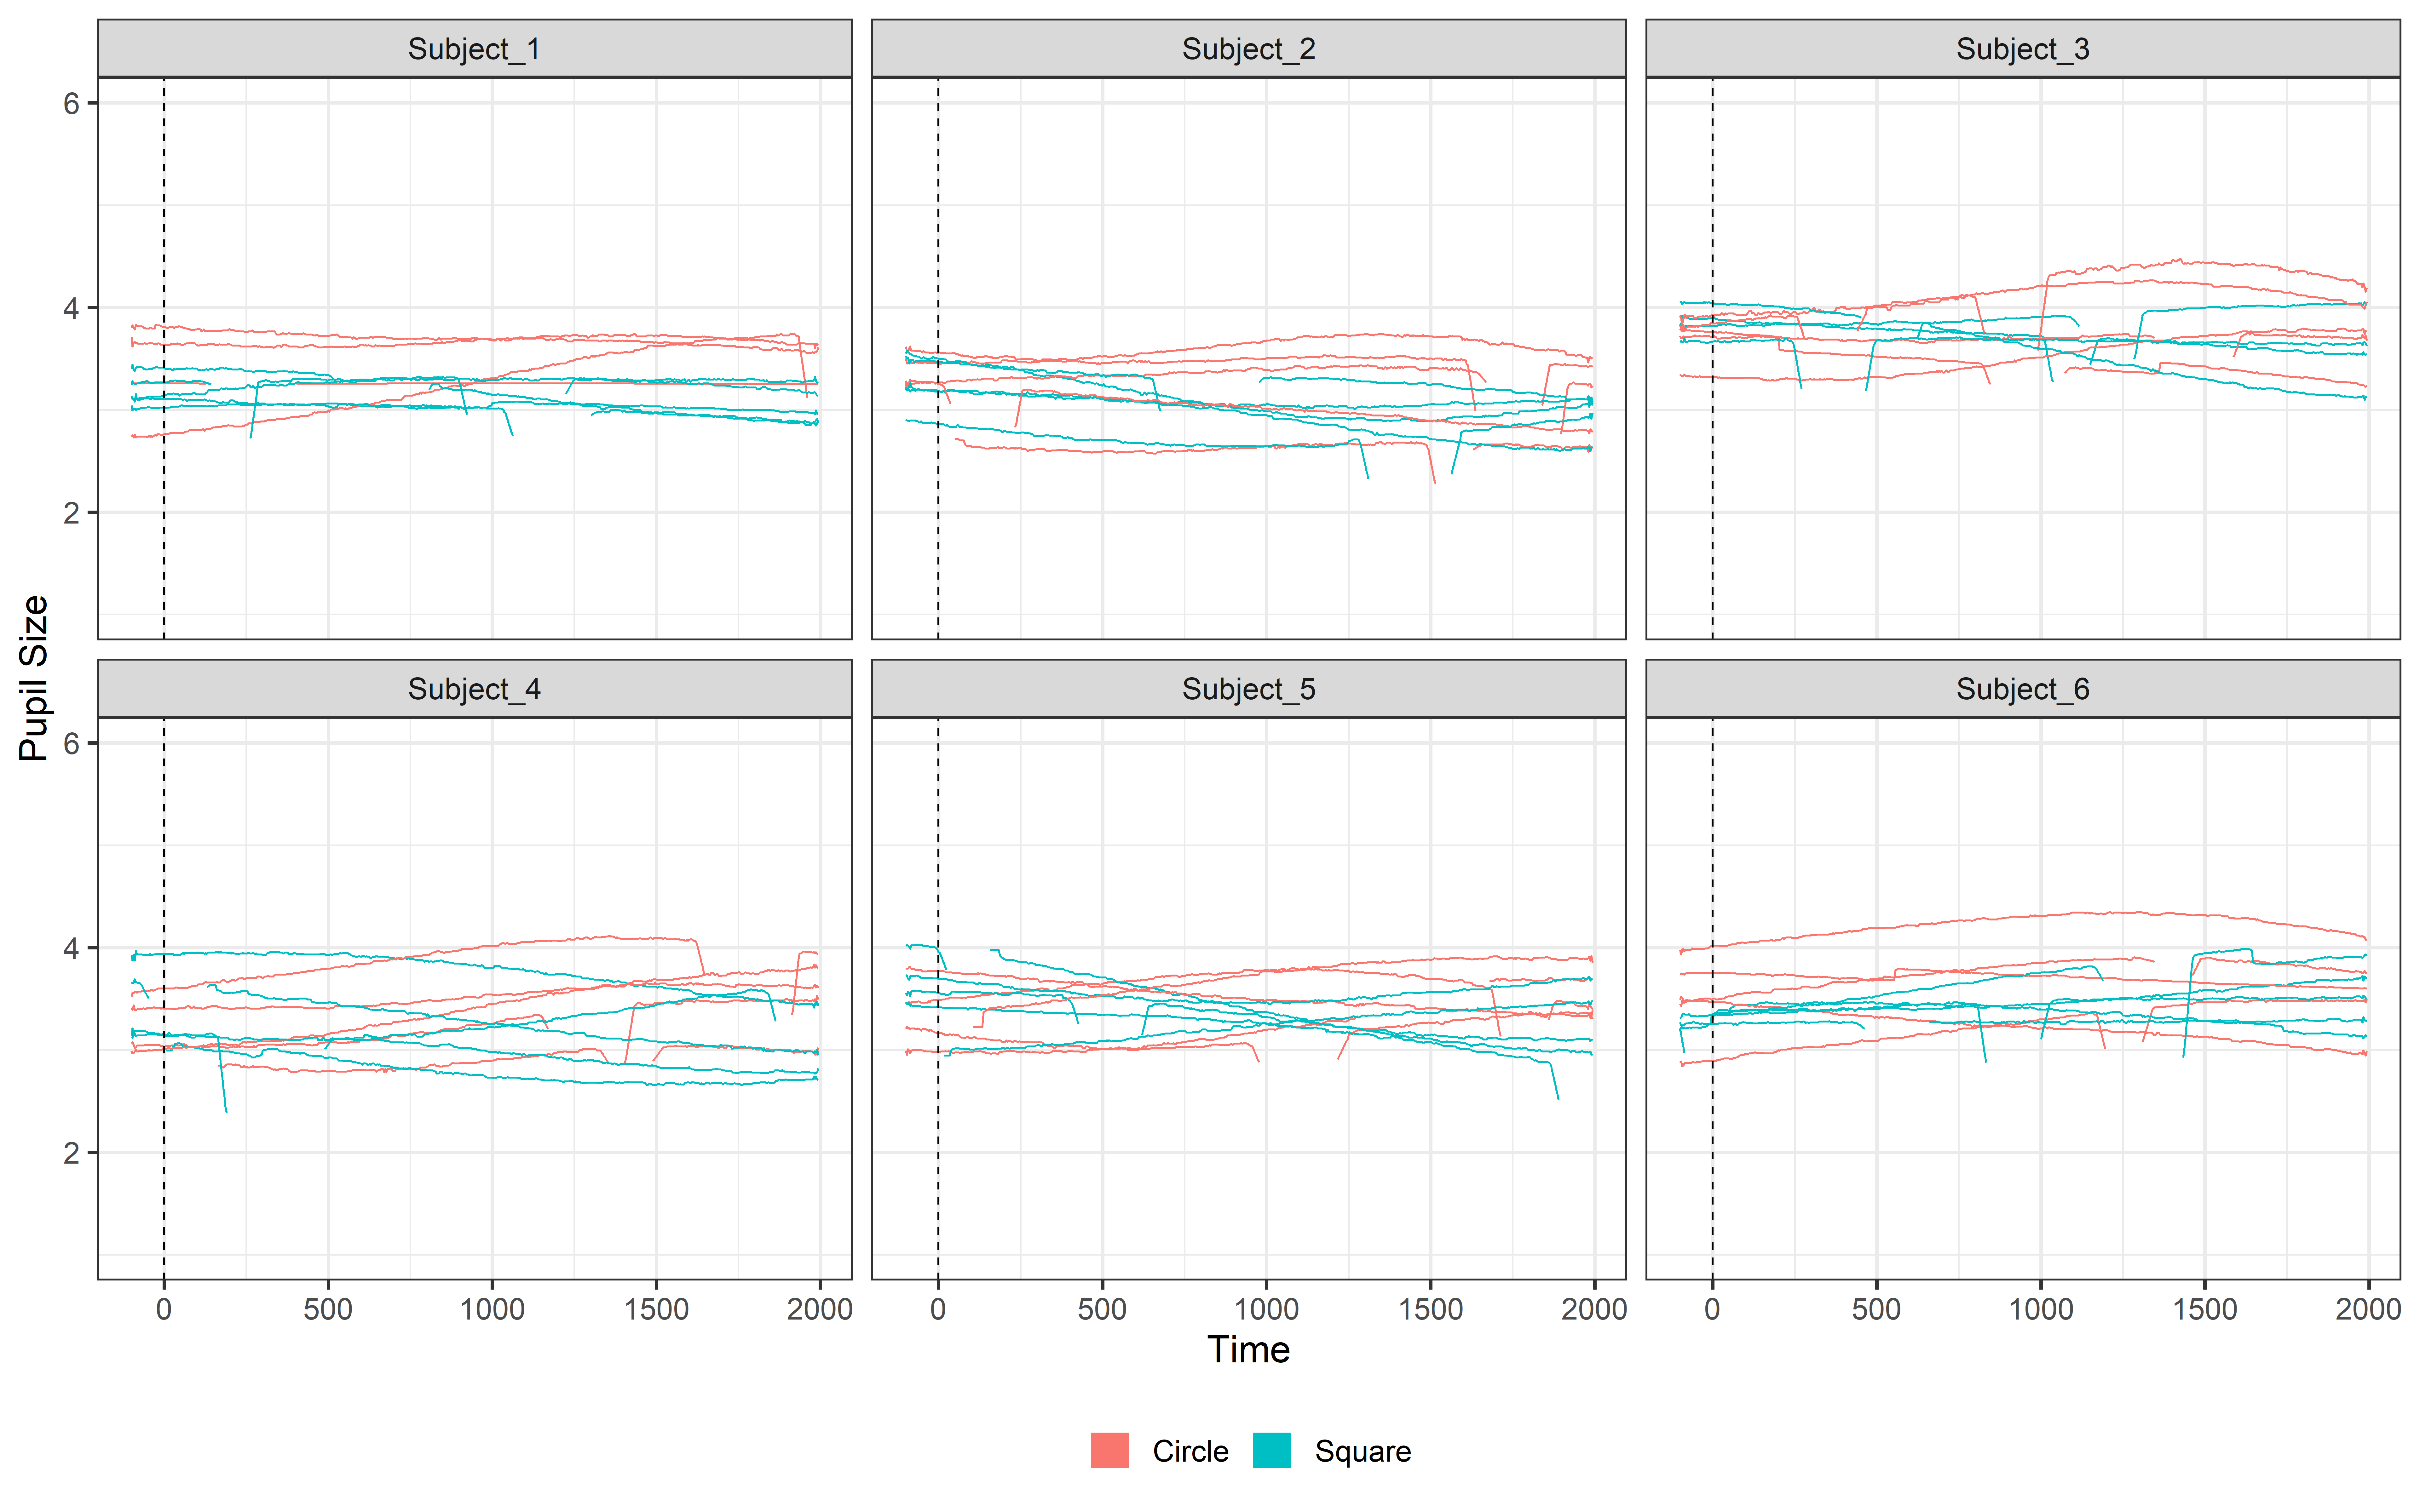 Subject_1 Subject_2 Subject_3
6
4
2
Pupil Size
Subject_4 Subject_5 Subject_6
6
4
2
0 500 1000 1500 2000 0 500 1000 1500 2000 0 500 1000 1500 2000
Time
Circle Square